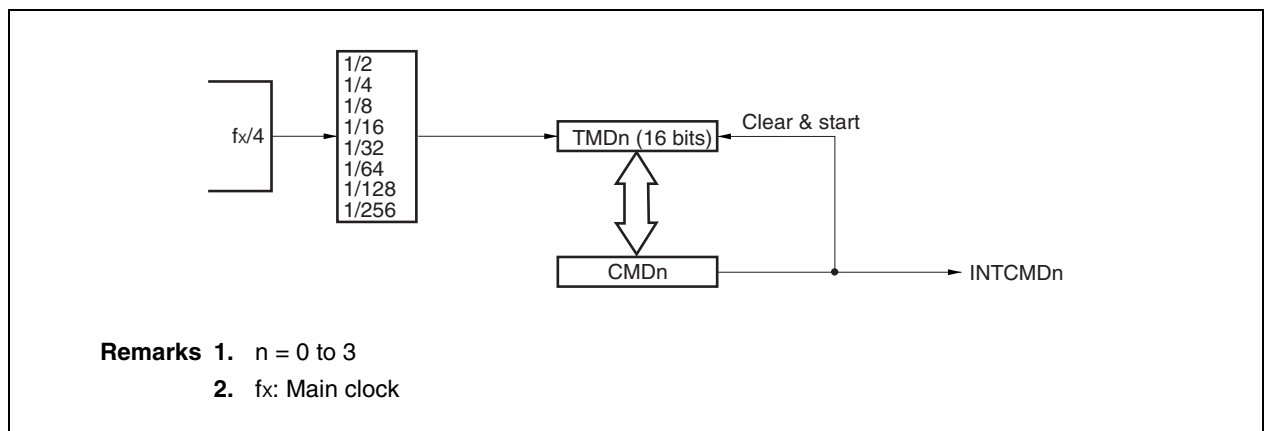 fx/4
1/2
1/4
1/8
1/16
1/32
1/64
1/128
1/256
TMDn (16 bits)
Clear & start
CMDn
INTCMDn
Remarks 1. n = 0 to 3
2. fx: Main clock